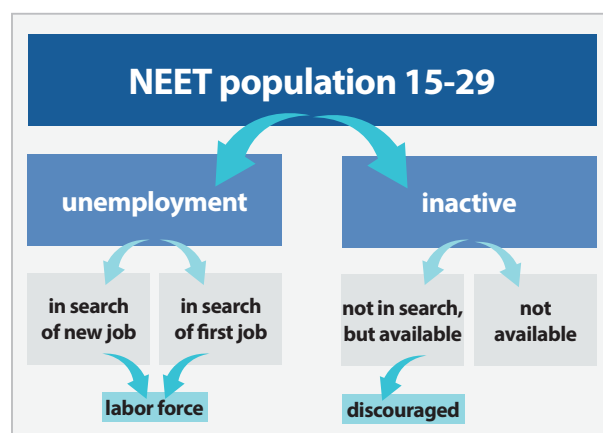 NEET population 15-29
unemployment
inactive
in search
of new job
in search
of first job
not in search,
but available
not
available
labor force
discouraged